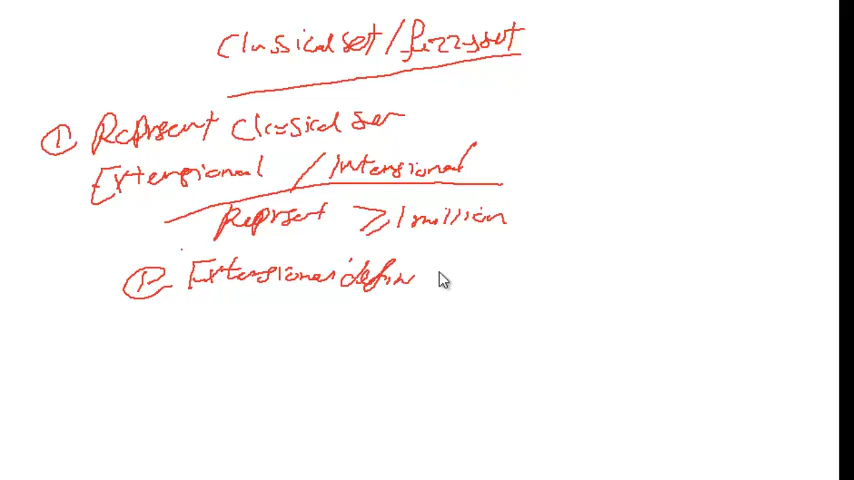 Classical set / fuzzy set
① Represent Classical set
Extensional / Intensional
Represent ≥ 1 million
① Extensional defin